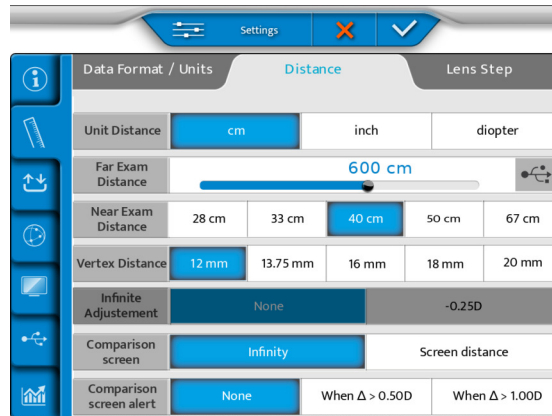 Settings
Data Format / Units
Distance
Lens Step
Unit Distance
cm
inch
diopter
Far Exam
Distance
600 cm
Near Exam
Distance
28 cm
33 cm
40 cm
50 cm
67 cm
Vertex Distance
12 mm
13.75 mm
16 mm
18 mm
20 mm
Infinite
Adjustement
None
-0.25D
Comparison
screen
Infinity
Screen distance
Comparison
screen alert
None
When Δ > 0.50D
When Δ > 1.00D